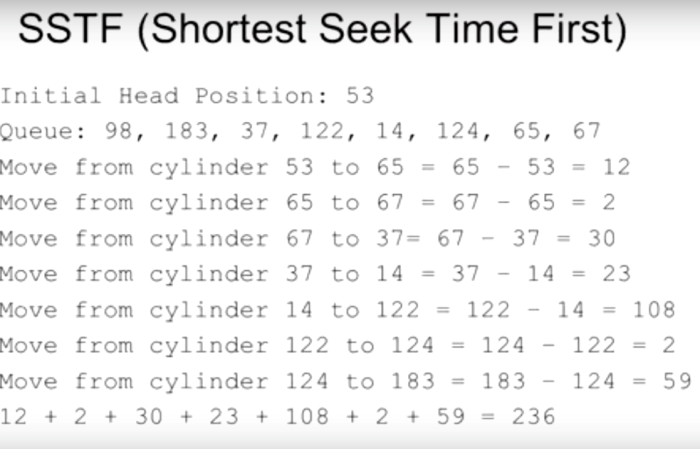 SSTF (Shortest Seek Time First)
Initial Head Position: 53
Queue: 98, 183, 37, 122, 14, 124, 65, 67
Move from cylinder 53 to 65 = 65 - 53 = 12
Move from cylinder 65 to 67 = 67 - 65 = 2
Move from cylinder 67 to 37= 67 - 37 = 30
Move from cylinder 37 to 14 = 37 - 14 = 23
Move from cylinder 14 to 122 = 122 - 14 = 108
Move from cylinder 122 to 124 = 124 - 122 = 2
Move from cylinder 124 to 183 = 183 - 124 = 59
12 + 2 + 30 + 23 + 108 + 2 + 59 = 236